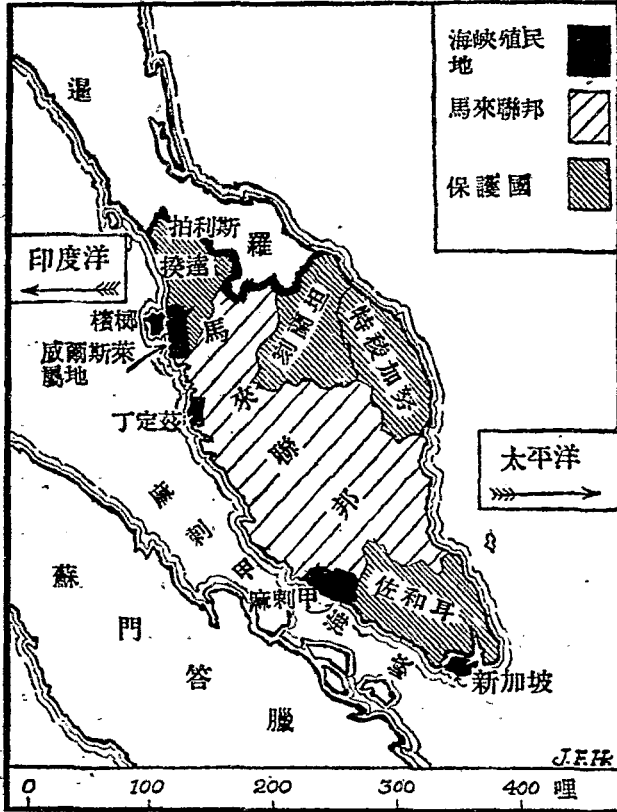 海峽殖民
地
馬來聯邦
保護國
暹羅
拍利斯
揆達
印度洋
檳榔
威爾斯萊
屬地
丁定茲
吉蘭丹
特稜加努
馬來聯邦
太平洋
麻剌甲
佐和耳
新加坡
蘇門答臘
J.F.H.
0 100 200 300 400 哩